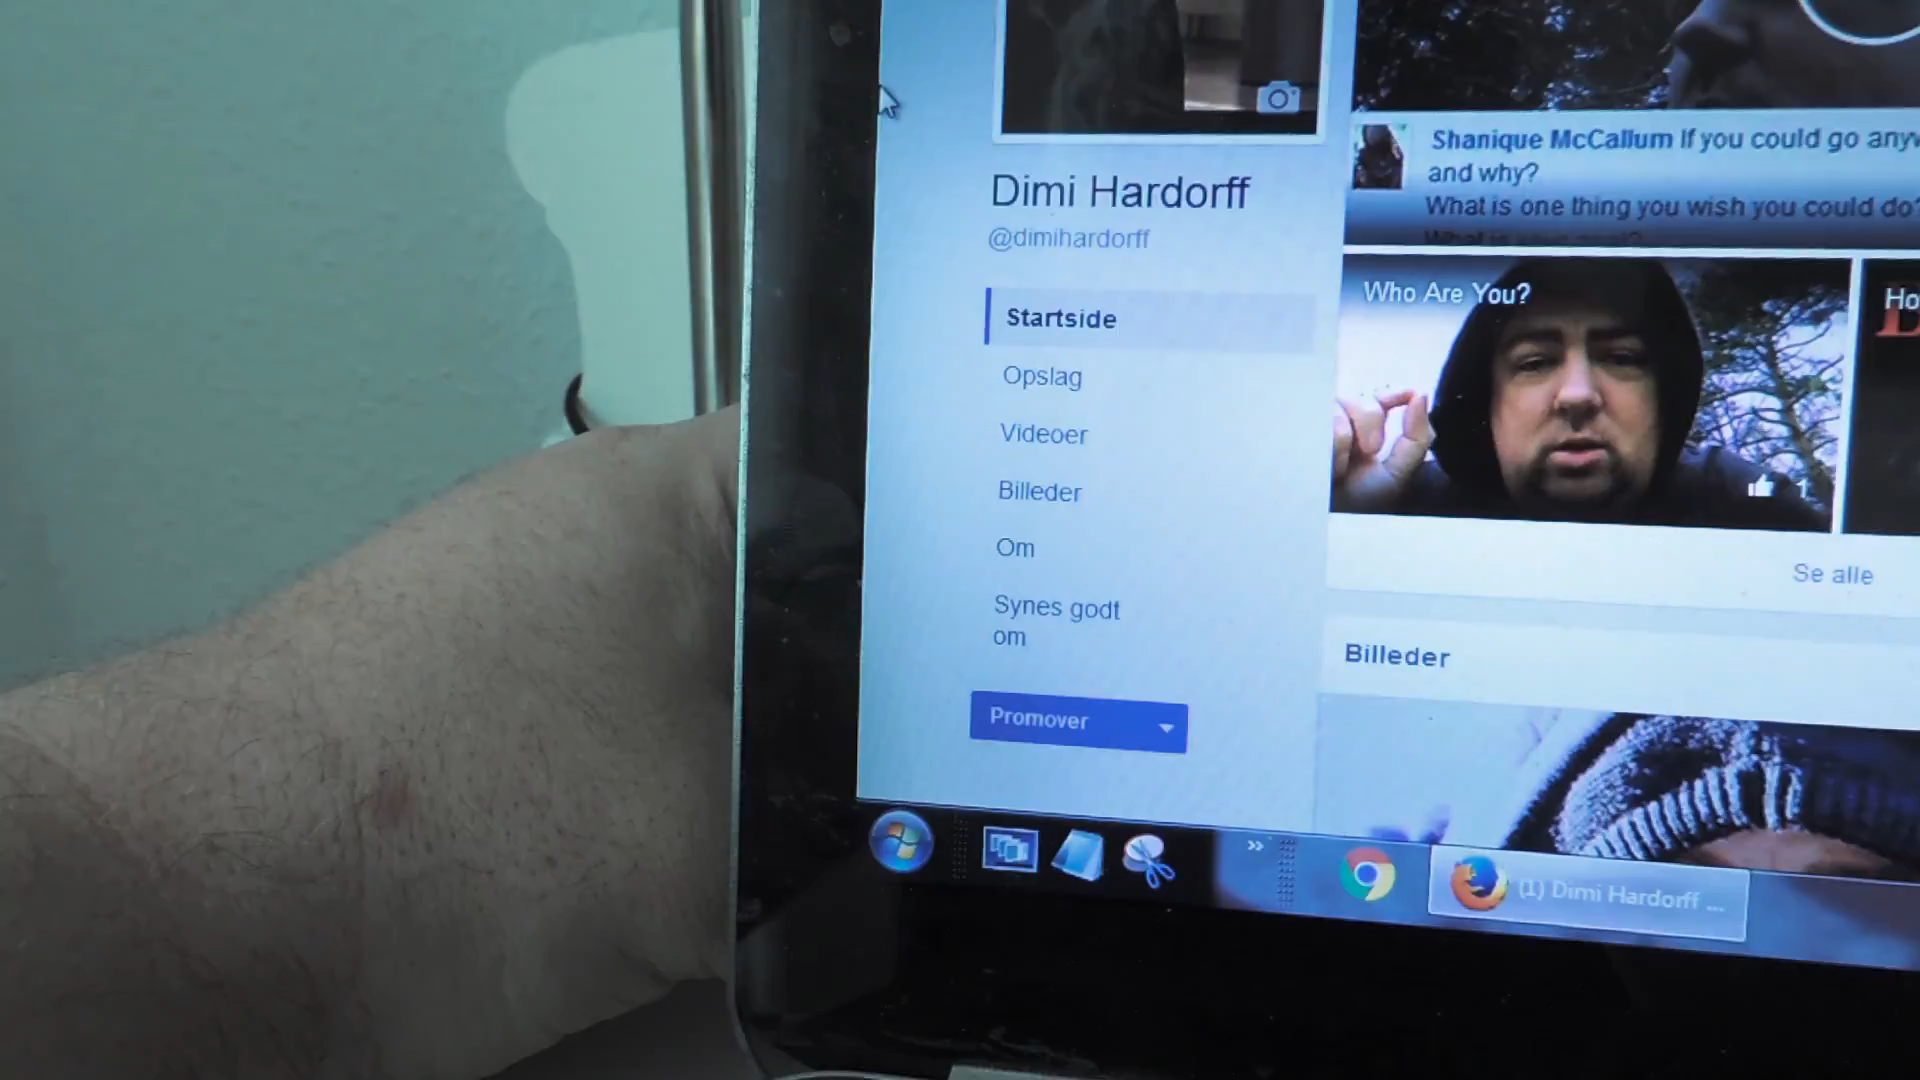 Dimi Hardorff
@dimihardorff
Startside
Opslag
Videoer
Billeder
Om
Synes godt
om
Promover
Shanique McCallum If you could go
and why?
What is one thing you wish you could do?
Who Are You?
1
Ho
Se alle
Billeder
»
(1) Dimi Hardorff ...